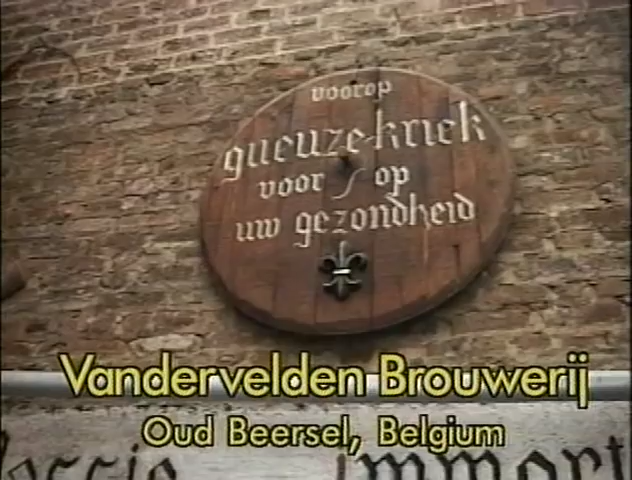 voorop
gueuze-kriek
voor op
uw gezondheid
Vandervelden Brouwerij
Oud Beersel, Belgium